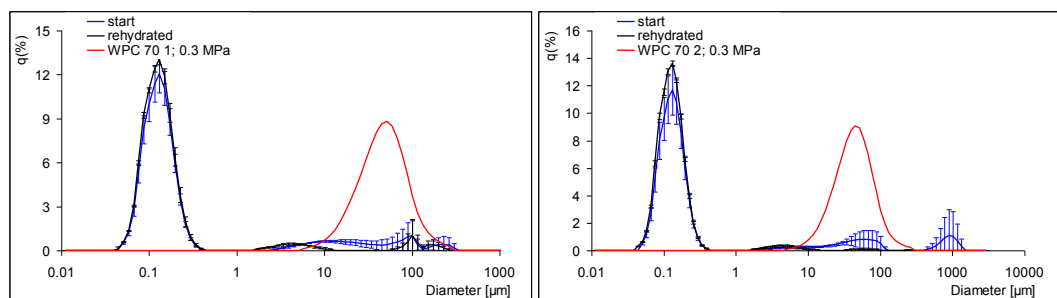 q(%)
15
12
9
6
3
0
start
rehydrated
WPC 70 1; 0.3 MPa
0.01
0.1
1
10
100
1000
Diameter [µm]
q(%)
16
14
12
10
8
6
4
2
0
start
rehydrated
WPC 70 2; 0.3 MPa
0.01
0.1
1
10
100
1000
10000
Diameter [µm]